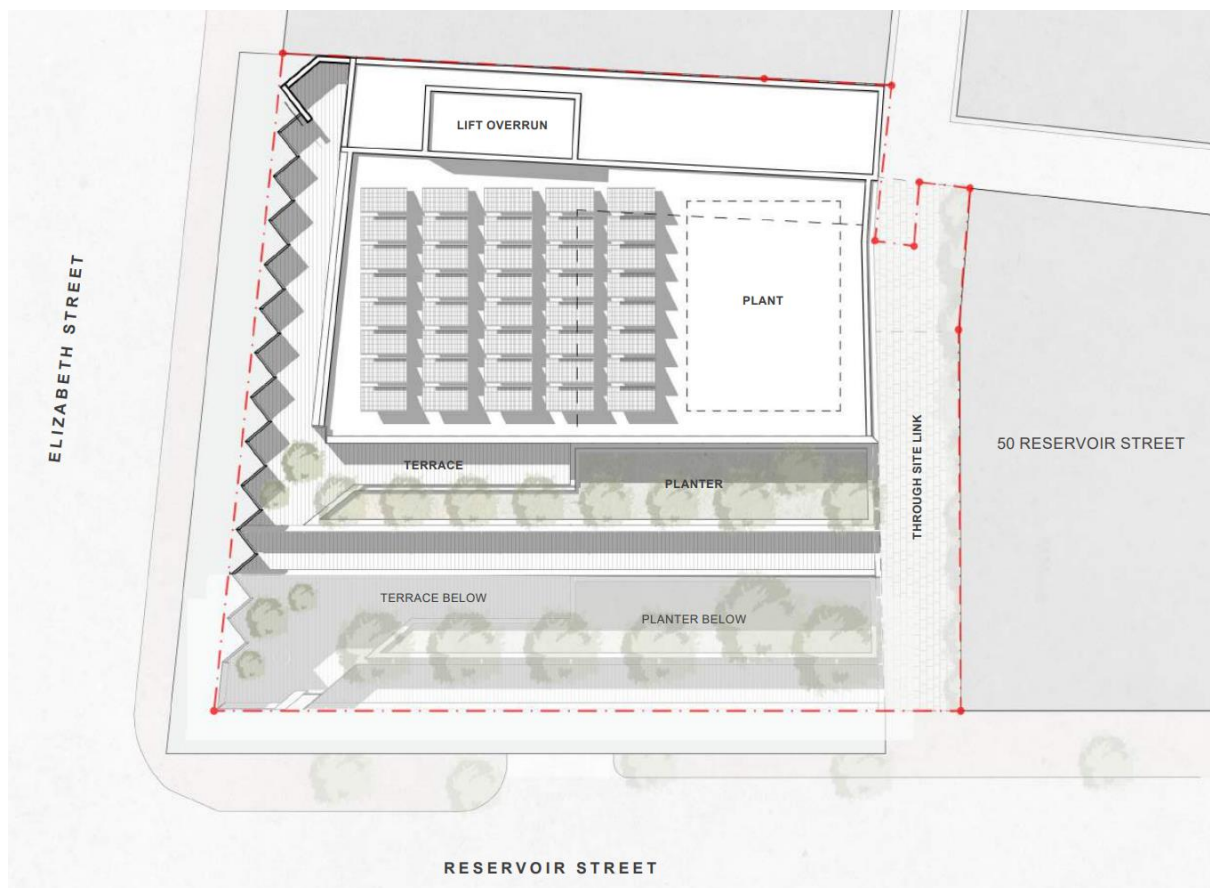 LIFT OVERRUN
PLANT
ELIZABETH STREET
50 RESERVOIR STREET
THROUGH SITE LINK
TERRACE
PLANTER
TERRACE BELOW
PLANTER BELOW
RESERVOIR STREET